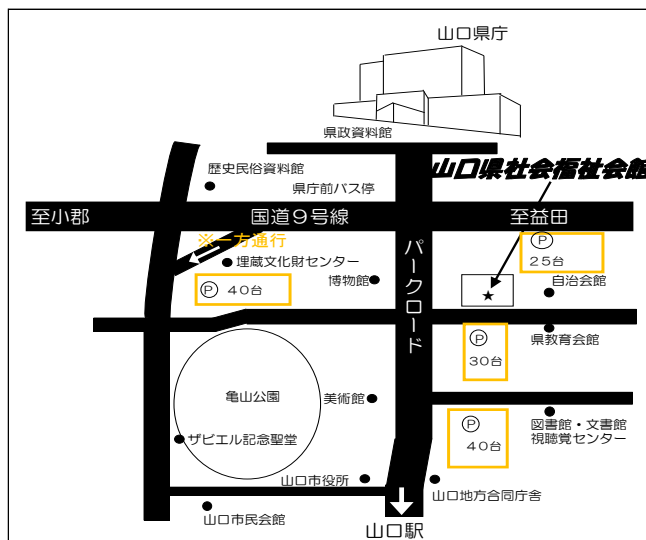 山口県庁
県政資料館
歴史民俗資料館
県庁前バス停
山口県社会福祉会館
至小郡
国道9号線
至益田
※一方通行
埋蔵文化財センター
Ⓟ 40台
博物館
パークロード
Ⓟ
25台
自治会館
★
県教育会館
Ⓟ
30台
亀山公園
美術館
ザビエル記念聖堂
Ⓟ
40台
図書館・文書館
視聴覚センター
山口市役所
山口地方合同庁舎
山口市民会館
山口駅